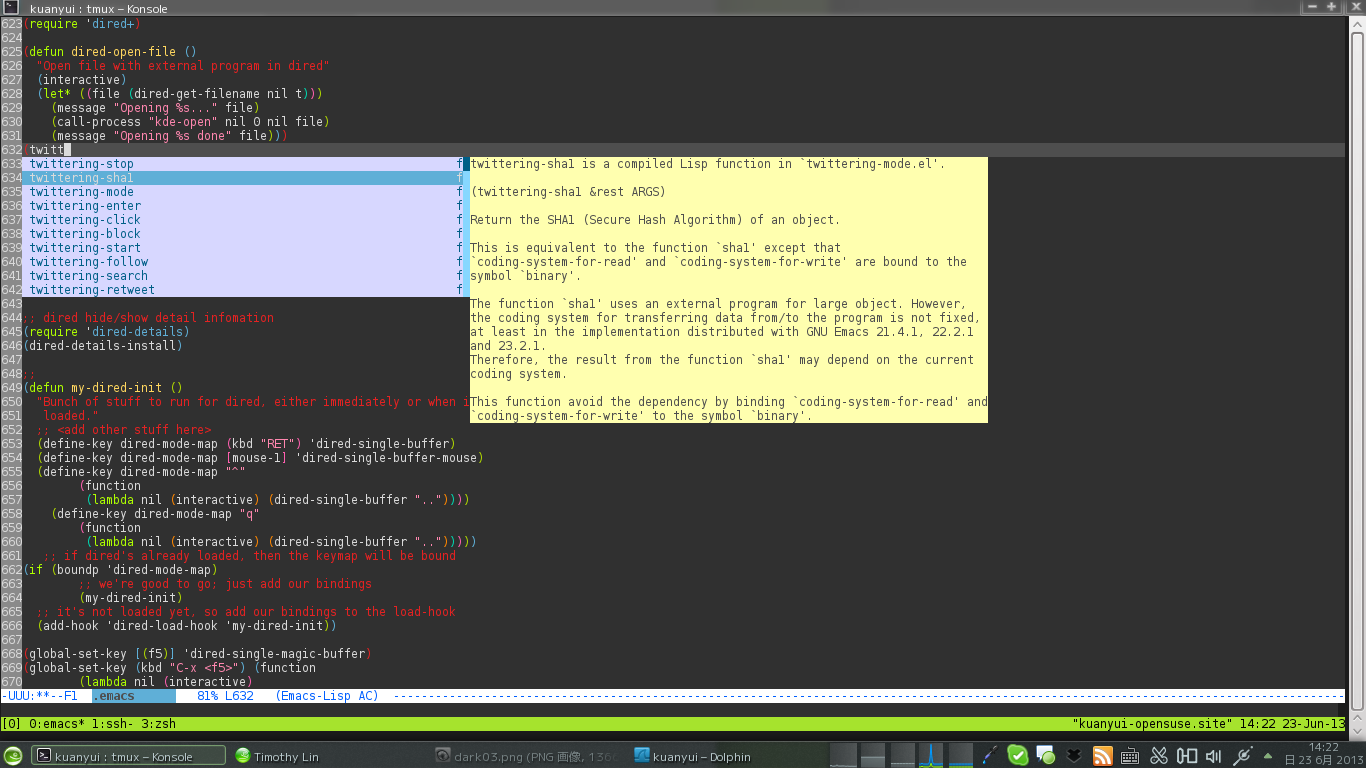 kuanyui : tmux – Konsole
623 (require 'dired+)
624
625 (defun dired-open-file ()
626   "Open file with external program in dired"
627   (interactive)
628   (let* ((file (dired-get-filename nil t)))
629     (message "Opening %s..." file)
630     (call-process "kde-open" nil 0 nil file)
631     (message "Opening %s done" file)))
632 (twitt
633 twittering-stop f
634 twittering-sha1 f
635 twittering-mode f
636 twittering-enter f
637 twittering-click f
638 twittering-block f
639 twittering-start f
640 twittering-follow f
641 twittering-search f
642 twittering-retweet f
twittering-sha1 is a compiled Lisp function in `twittering-mode.el'.
(twittering-sha1 &rest ARGS)
Return the SHA1 (Secure Hash Algorithm) of an object.
This is equivalent to the function `sha1' except that
`coding-system-for-read' and `coding-system-for-write' are bound to the
symbol `binary'.
The function `sha1' uses an external program for large object. However,
the coding system for transferring data from/to the program is not fixed,
at least in the implementation distributed with GNU Emacs 21.4.1, 22.2.1
and 23.2.1.
Therefore, the result from the function `sha1' may depend on the current
coding system.
This function avoid the dependency by binding `coding-system-for-read' and
`coding-system-for-write' to the symbol `binary'.
643
644 ;; dired hide/show detail infomation
645 (require 'dired-details)
646 (dired-details-install)
647
648 ;;
649 (defun my-dired-init ()
650   "Bunch of stuff to run for dired, either immediately or when i
651    loaded."
652   ;; <add other stuff here>
653   (define-key dired-mode-map (kbd "RET") 'dired-single-buffer)
654   (define-key dired-mode-map [mouse-1] 'dired-single-buffer-mouse)
655   (define-key dired-mode-map "^"
656         (function
657          (lambda nil (interactive) (dired-single-buffer ".."))))
658     (define-key dired-mode-map "q"
659         (function
660          (lambda nil (interactive) (dired-single-buffer "..")))))
661    ;; if dired's already loaded, then the keymap will be bound
662 (if (boundp 'dired-mode-map)
663         ;; we're good to go; just add our bindings
664         (my-dired-init)
665   ;; it's not loaded yet, so add our bindings to the load-hook
666   (add-hook 'dired-load-hook 'my-dired-init))
667
668 (global-set-key [(f5)] 'dired-single-magic-buffer)
669 (global-set-key (kbd "C-x <f5>") (function
670         (lambda nil (interactive)
-UUU:**--F1  .emacs   81% L632   (Emacs-Lisp AC)
[0] 0:emacs* 1:ssh- 3:zsh "kuanyui-opensuse.site" 14:22 23-Jun-13
kuanyui : tmux – Konsole
Timothy Lin
dark03.png (PNG 画像, 136
kuanyui – Dolphin
14:22
日 23 6月 2013